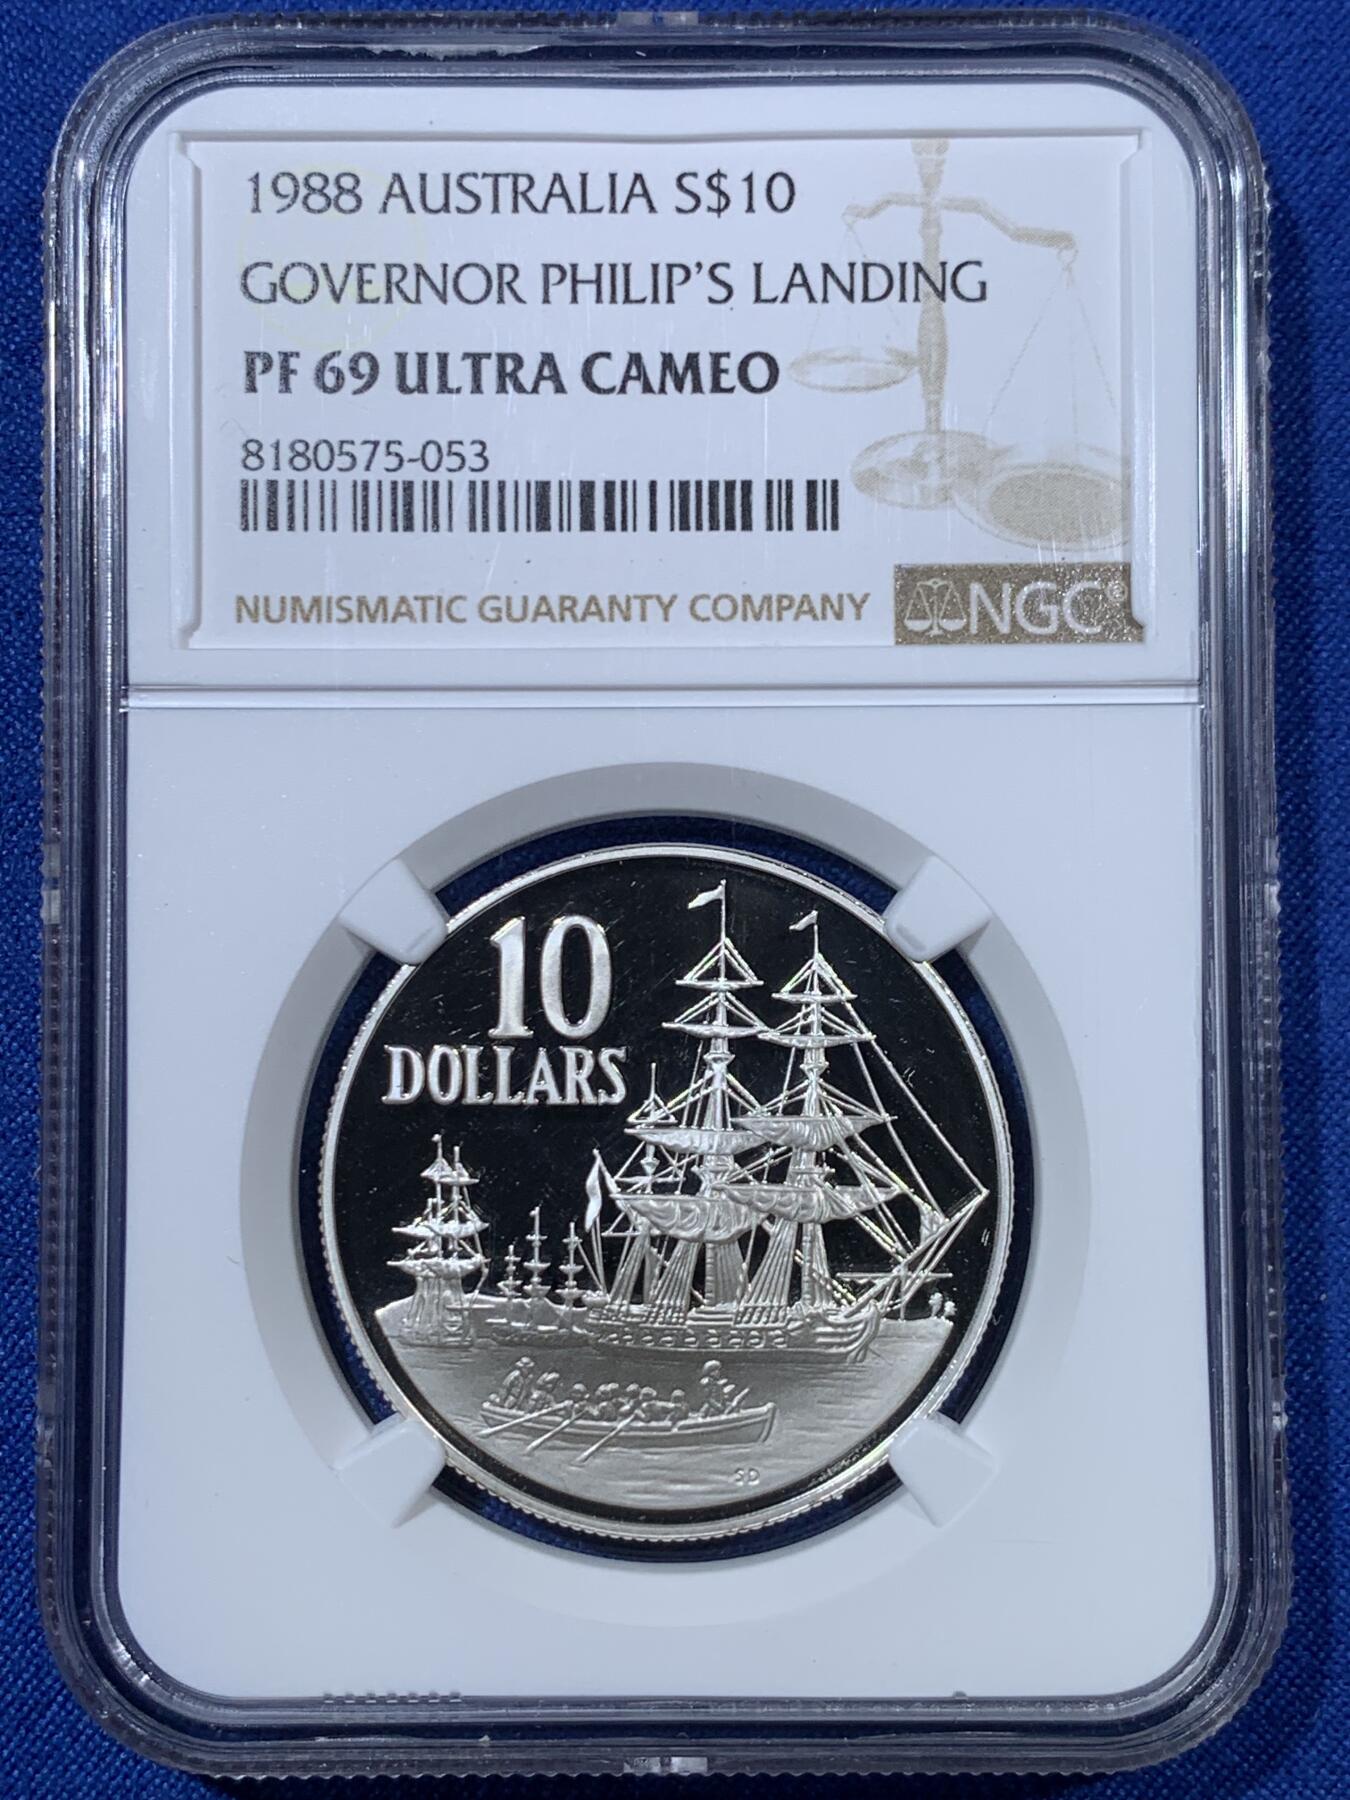 1988 AUSTRALIA S$10
GOVERNOR PHILIP'S LANDING
PF 69 ULTRA CAMEO
8180575-053
NUMISMATIC GUARANTY COMPANY
NGC®
10
DOLLARS
SD